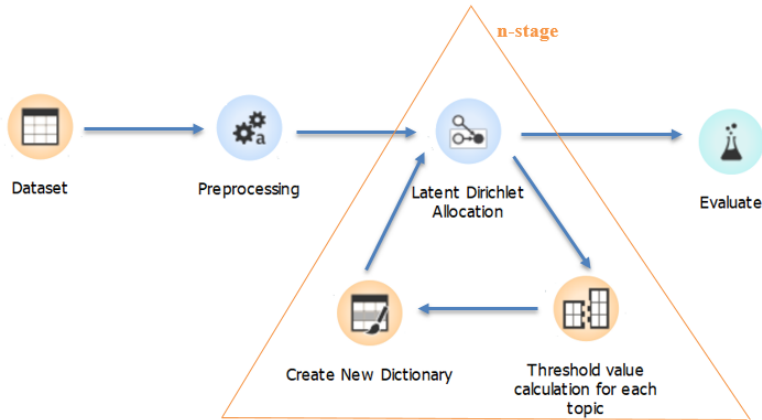 n-stage
a
Dataset
Preprocessing
Latent Dirichlet
Allocation
Evaluate
Create New Dictionary
Threshold value
calculation for each
topic